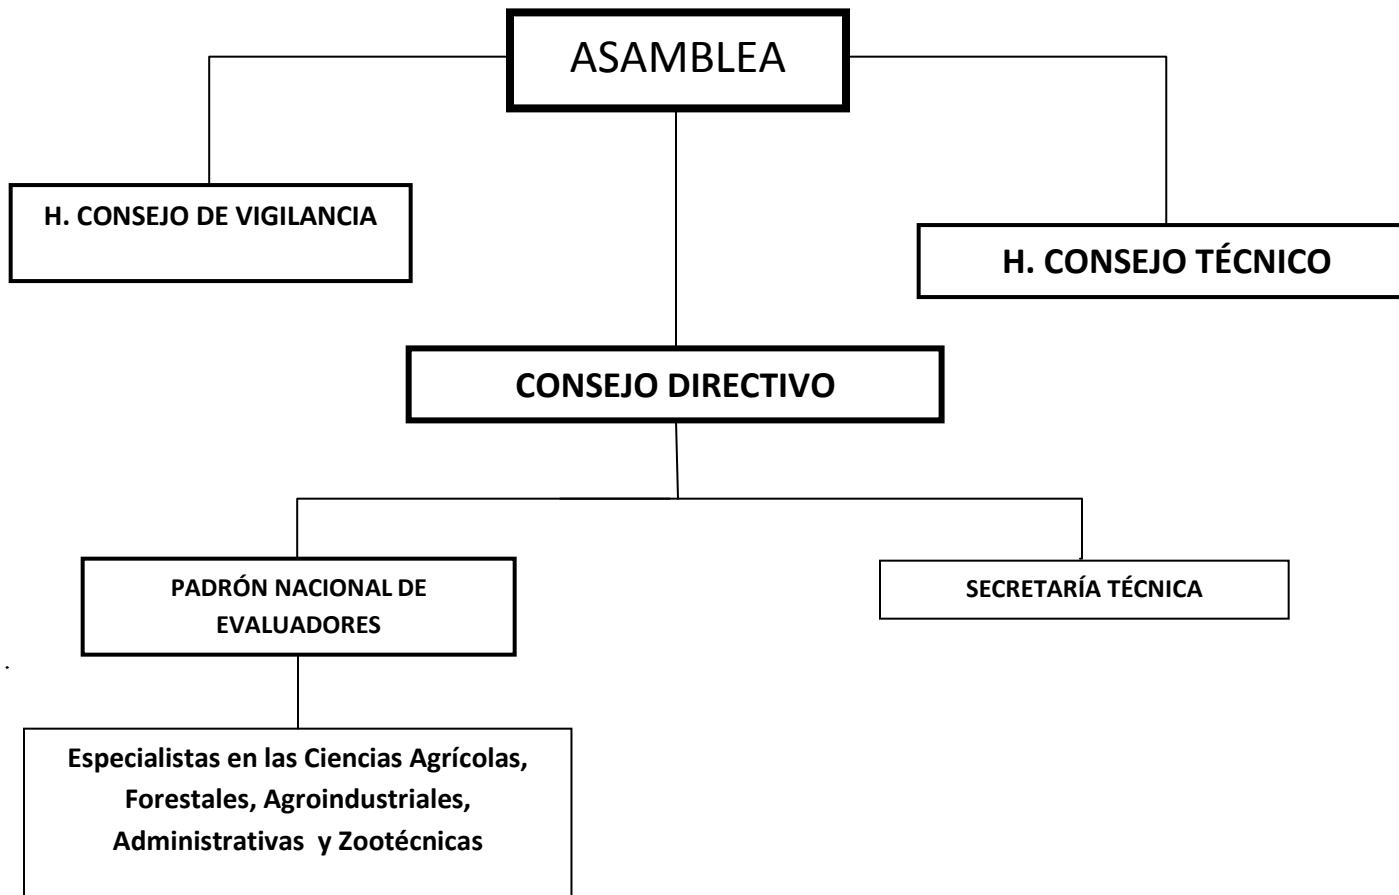 ASAMBLEA
H. CONSEJO DE VIGILANCIA
H. CONSEJO TÉCNICO
CONSEJO DIRECTIVO
PADRÓN NACIONAL DE
EVALUADORES
SECRETARÍA TÉCNICA
Especialistas en las Ciencias Agrícolas,
Forestales, Agroindustriales,
Administrativas y Zootécnicas